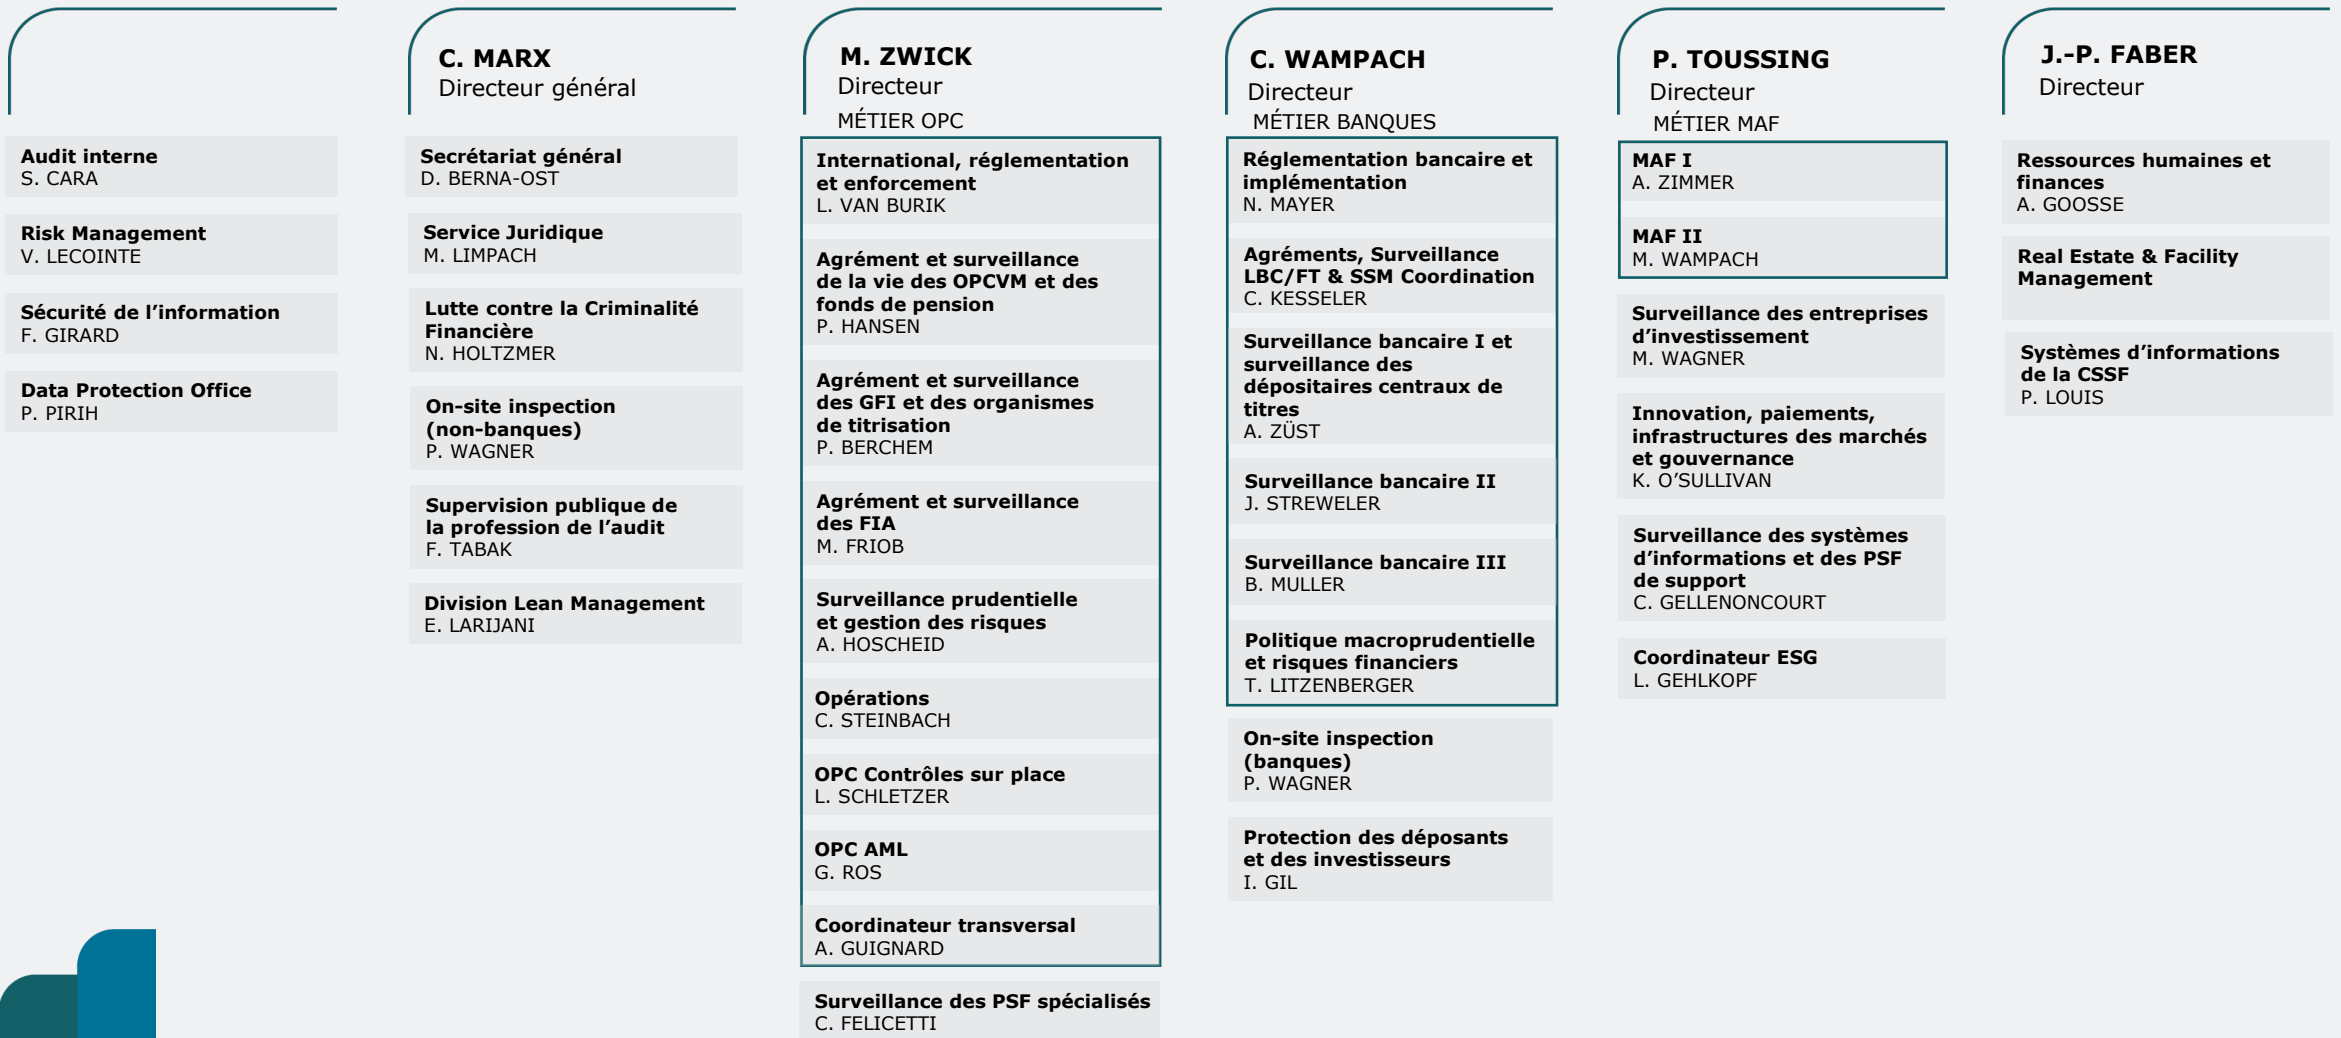 Audit interne
S. CARA
Risk Management
V. LECOINTE
Sécurité de l’information
F. GIRARD
Data Protection Office
P. PIRIH
C. MARX
Directeur général
Secrétariat général
D. BERNA-OST
Service Juridique
M. LIMPACH
Lutte contre la Criminalité
Financière
N. HOLTZMER
On-site inspection
(non-banques)
P. WAGNER
Supervision publique de
la profession de l’audit
F. TABAK
Division Lean Management
E. LARIJANI
M. ZWICK
Directeur
MÉTIER OPC
International, réglementation
et enforcement
L. VAN BURIK
Agrément et surveillance
de la vie des OPCVM et des
fonds de pension
P. HANSEN
Agrément et surveillance
des GFI et des organismes
de titrisation
P. BERCHEM
Agrément et surveillance
des FIA
M. FRIOB
Surveillance prudentielle
et gestion des risques
A. HOSCHEID
Opérations
C. STEINBACH
OPC Contrôles sur place
L. SCHLETZER
OPC AML
G. ROS
Coordinateur transversal
A. GUIGNARD
Surveillance des PSF spécialisés
C. FELICETTI
C. WAMPACH
Directeur
MÉTIER BANQUES
Réglementation bancaire et
implémentation
N. MAYER
Agréments, Surveillance
LBC/FT & SSM Coordination
C. KESSELER
Surveillance bancaire I et
surveillance des
dépositaires centraux de
titres
A. ZÜST
Surveillance bancaire II
J. STREWELER
Surveillance bancaire III
B. MULLER
Politique macroprudentielle
et risques financiers
T. LITZENBERGER
On-site inspection
(banques)
P. WAGNER
Protection des déposants
et des investisseurs
I. GIL
P. TOUSSING
Directeur
MÉTIER MAF
MAF I
A. ZIMMER
MAF II
M. WAMPACH
Surveillance des entreprises
d’investissement
M. WAGNER
Innovation, paiements,
infrastructures des marchés
et gouvernance
K. O’SULLIVAN
Surveillance des systèmes
d’informations et des PSF
de support
C. GELLENONCOURT
Coordinateur ESG
L. GEHLKOPF
J.-P. FABER
Directeur
Ressources humaines et
finances
A. GOOSSE
Real Estate & Facility
Management
Systèmes d’informations
de la CSSF
P. LOUIS